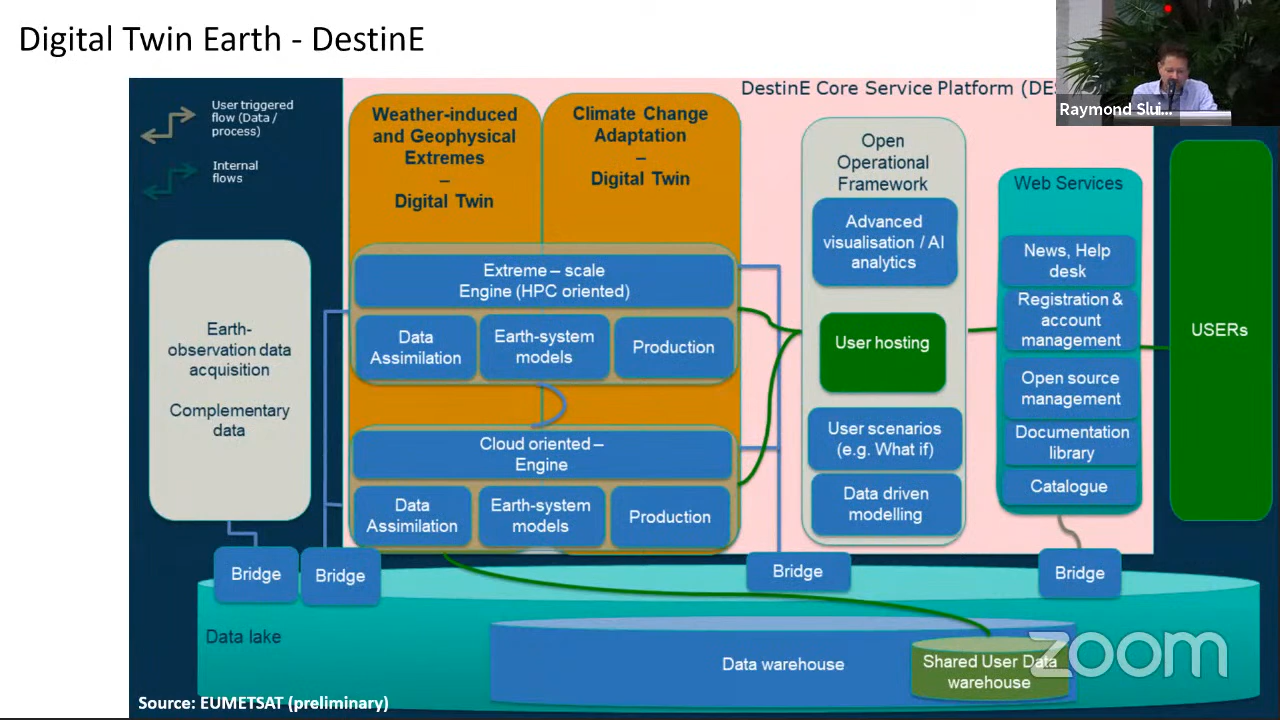 Digital Twin Earth - DestinE
Raymond Slui...
DestinE Core Service Platform
User triggered
flow (Data /
process)
Internal
flows
Weather-induced
and Geophysical
Extremes
–
Digital Twin
Climate Change
Adaptation
–
Digital Twin
Extreme – scale
Engine (HPC oriented)
Data
Assimilation
Earth-system
models
Production
Cloud oriented –
Engine
Data
Assimilation
Earth-system
models
Production
Earth-
observation data
acquisition
Complementary
data
Open
Operational
Framework
Advanced
visualisation / AI
analytics
User hosting
User scenarios
(e.g. What if)
Data driven
modelling
Web Services
News, Help
desk
Registration &
account
management
Open source
management
Documentation
library
Catalogue
USERs
Bridge
Bridge
Bridge
Bridge
Data lake
Data warehouse
Shared User Data
warehouse
zoom
Source: EUMETSAT (preliminary)